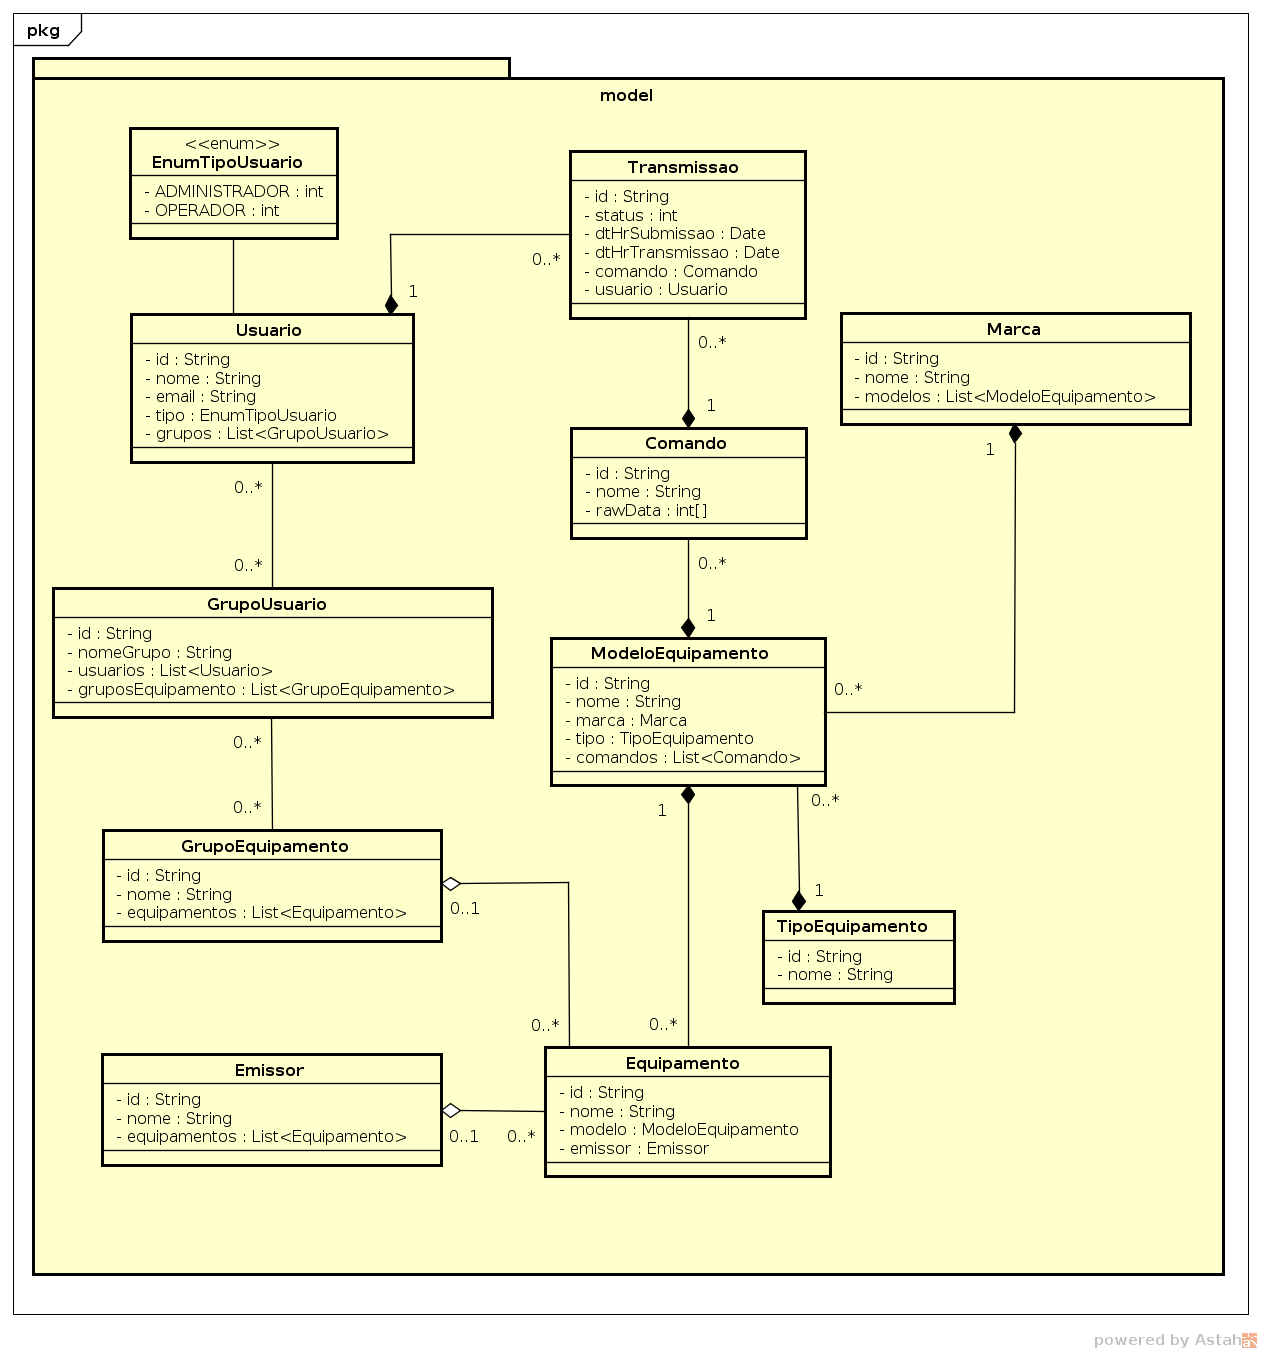 pkg
model
<<enum>>
EnumTipoUsuario
- ADMINISTRADOR : int
- OPERADOR : int
Transmissao
- id : String
- status : int
- dtHrSubmissao : Date
- dtHrTransmissao : Date
- comando : Comando
- usuario : Usuario
0..*
1
Usuario
- id : String
- nome : String
- email : String
- tipo : EnumTipoUsuario
- grupos : List<GrupoUsuario>
Marca
- id : String
- nome : String
- modelos : List<ModeloEquipamento>
0..*
1
Comando
- id : String
- nome : String
- rawData : int[]
1
0..*
0..*
0..*
1
GrupoUsuario
- id : String
- nomeGrupo : String
- usuarios : List<Usuario>
- gruposEquipamento : List<GrupoEquipamento>
ModeloEquipamento
- id : String
- nome : String
- marca : Marca
- tipo : TipoEquipamento
- comandos : List<Comando>
0..*
0..*
0..*
1
0..*
GrupoEquipamento
- id : String
- nome : String
- equipamentos : List<Equipamento>
0..1
1
TipoEquipamento
- id : String
- nome : String
0..*
0..*
Emissor
- id : String
- nome : String
- equipamentos : List<Equipamento>
0..1
0..*
Equipamento
- id : String
- nome : String
- modelo : ModeloEquipamento
- emissor : Emissor
powered by Astah